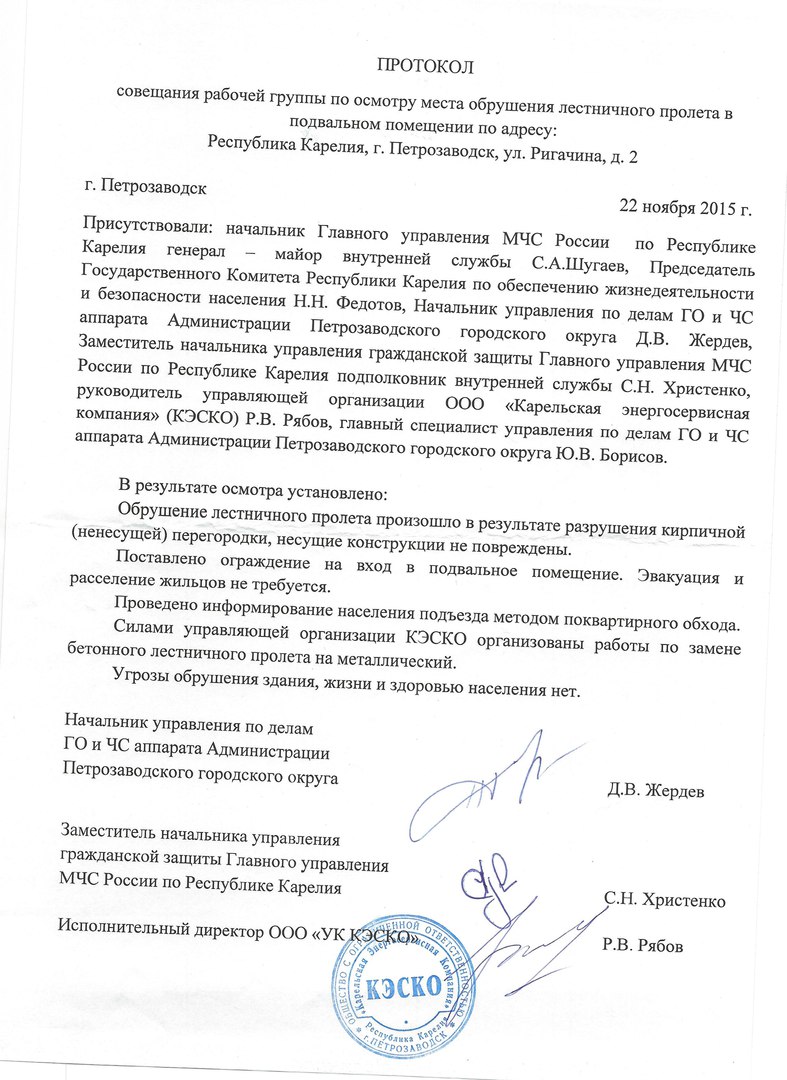 ПРОТОКОЛ
совещания рабочей группы по осмотру места обрушения лестничного пролета в
подвальном помещении по адресу:
Республика Карелия, г. Петрозаводск, ул. Ригачина, д. 2
г. Петрозаводск
22 ноября 2015 г.
Присутствовали: начальник Главного управления МЧС России по Республике
Карелия генерал – майор внутренней службы С.А.Шугаев, Председатель
Государственного Комитета Республики Карелия по обеспечению жизнедеятельности
и безопасности населения Н.Н. Федотов, Начальник управления по делам ГО и ЧС
аппарата Администрации Петрозаводского городского округа Д.В. Жердев,
Заместитель начальника управления гражданской защиты Главного управления МЧС
России по Республике Карелия подполковник внутренней службы С.Н. Христенко,
руководитель управляющей организации ООО «Карельская энергосервисная
компания» (КЭСКО) Р.В. Рябов, главный специалист управления по делам ГО и ЧС
аппарата Администрации Петрозаводского городского округа Ю.В. Борисов.
В результате осмотра установлено:
Обрушение лестничного пролета произошло в результате разрушения кирпичной
(ненесущей) перегородки, несущие конструкции не повреждены.
Поставлено ограждение на вход в подвальное помещение. Эвакуация и
расселение жильцов не требуется.
Проведено информирование населения подъезда методом поквартирного обхода.
Силами управляющей организации КЭСКО организованы работы по замене
бетонного лестничного пролета на металлический.
Угрозы обрушения здания, жизни и здоровью населения нет.
Начальник управления по делам
ГО и ЧС аппарата Администрации
Петрозаводского городского округа
Д.В. Жердев
Заместитель начальника управления
гражданской защиты Главного управления
МЧС России по Республике Карелия
С.Н. Христенко
Исполнительный директор ООО «УК КЭСКО»
Р.В. Рябов
ОБЩЕСТВО С ОГРАНИЧЕННОЙ ОТВЕТСТВЕННОСТЬЮ
«Карельская Энергосервисная Компания»
КЭСКО
Республика Карелия
г. ПЕТРОЗАВОДСК